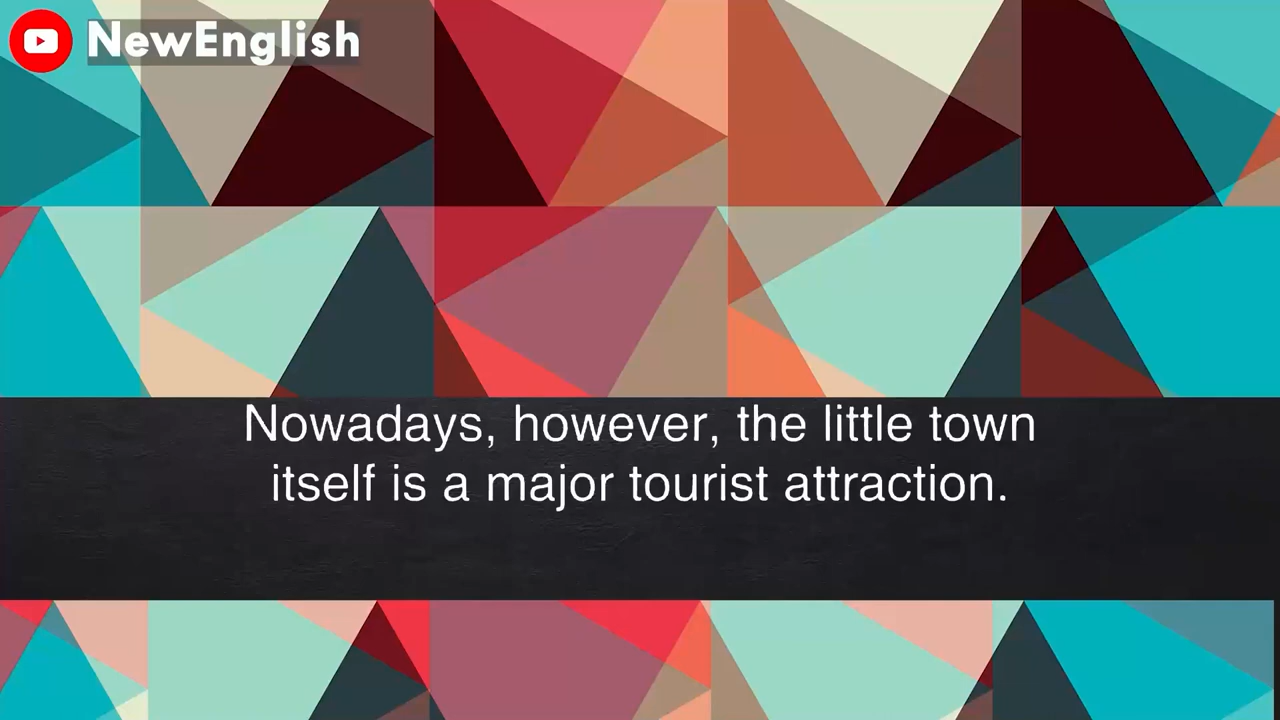 NewEnglish
Nowadays, however, the little town
itself is a major tourist attraction.